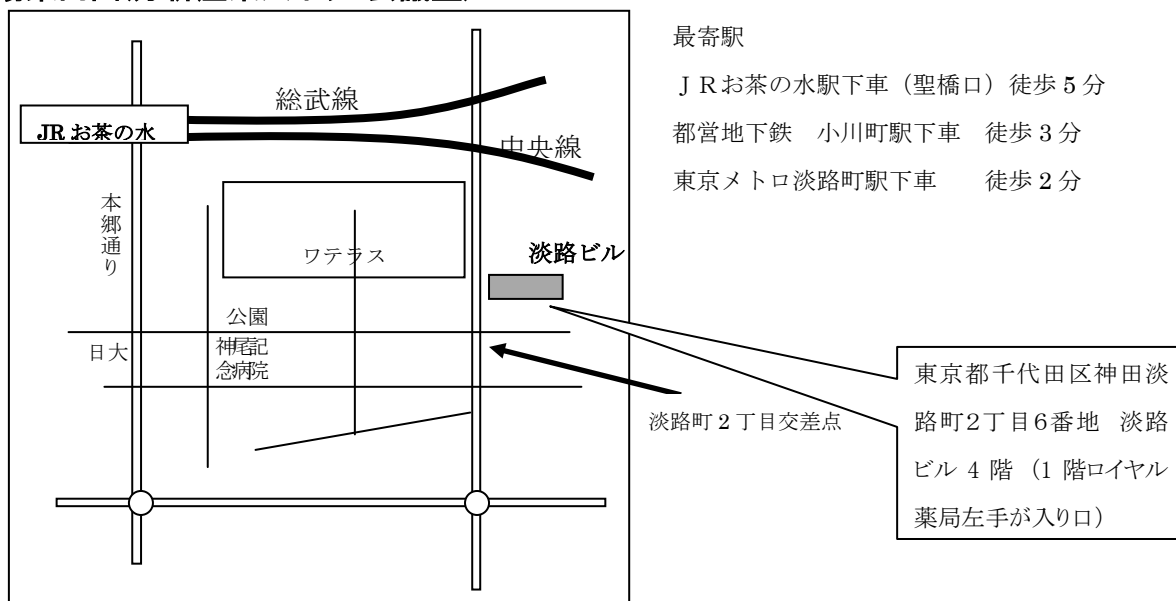 最寄駅
ＪＲお茶の水駅下車（聖橋口）徒歩５分
都営地下鉄　小川町駅下車　徒歩３分
東京メトロ淡路町駅下車　　徒歩２分
総武線
JRお茶の水
中央線
本郷通り
ワテラス
淡路ビル
公園
日大
神尾記
念病院
淡路町２丁目交差点
東京都千代田区神田淡
路町２丁目６番地　淡路
ビル ４階 （１階ロイヤル
薬局左手が入り口）